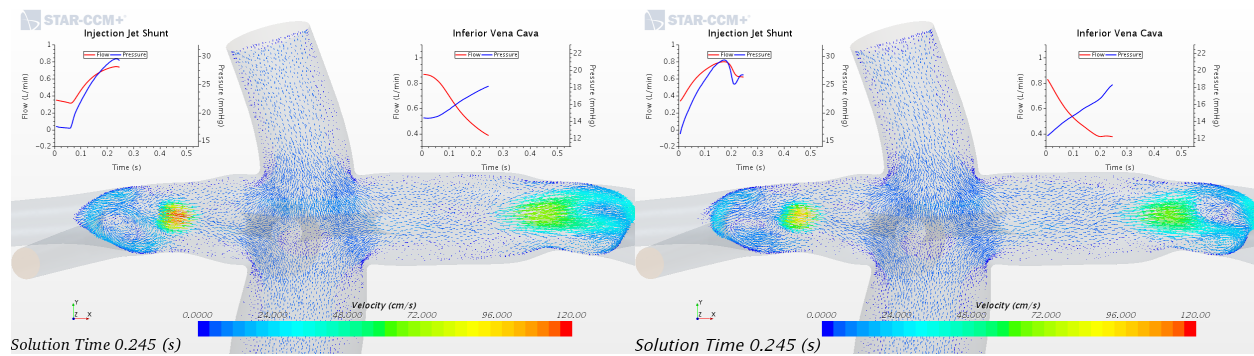 STAR-CCM+
Injection Jet Shunt
Flow Pressure
Flow (L/min)
1
0.8
0.6
0.4
0.2
0
−0.2
Pressure (mmHg)
30
25
20
15
0 0.1 0.2 0.3 0.4 0.5
Time (s)
Inferior Vena Cava
Flow Pressure
Flow (L/min)
1
0.8
0.6
0.4
Pressure (mmHg)
22
20
18
16
14
12
0 0.1 0.2 0.3 0.4 0.5
Time (s)
Y
Z X
Velocity (cm/s)
0.0000 24.000 48.000 72.000 96.000 120.00
Solution Time 0.245 (s)
STAR-CCM+
Injection Jet Shunt
Flow Pressure
Flow (L/min)
1
0.8
0.6
0.4
0.2
0
−0.2
Pressure (mmHg)
30
25
20
15
0 0.1 0.2 0.3 0.4 0.5
Time (s)
Inferior Vena Cava
Flow Pressure
Flow (L/min)
1
0.8
0.6
0.4
Pressure (mmHg)
22
20
18
16
14
12
0 0.1 0.2 0.3 0.4 0.5
Time (s)
Y
Z X
Velocity (cm/s)
0.0000 24.000 48.000 72.000 96.000 120.00
Solution Time 0.245 (s)